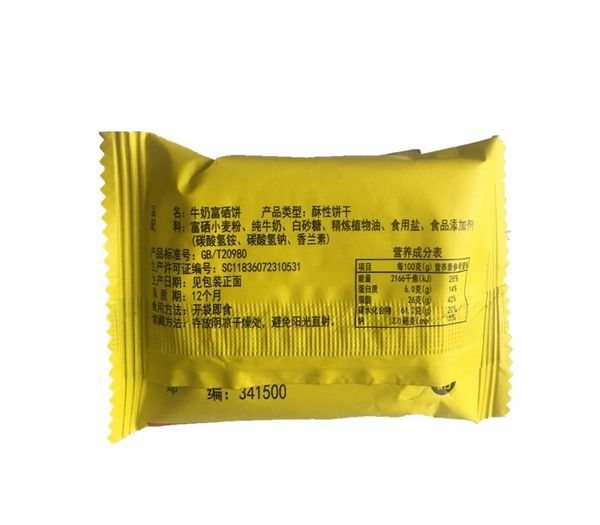 品 名：牛奶富硒饼 产品类型：酥性饼干
配 料：富硒小麦粉、纯牛奶、白砂糖、精炼植物油、食用盐、食品添加剂
(碳酸氢铵、碳酸氢钠、香兰素)
产品标准号：GB/T20980
生产许可证编号：SC11836072310531
生产日期：见包装正面
保 质 期：12个月
食用方法：开袋即食
储藏方法：存放阴凉干燥处，避免阳光直射。
营养成分表
项目 每100克(g) 营养素参考值%
能量 2166千焦(kJ) 26%
蛋白质 6.0克(g) 14%
脂肪 26克(g) 43%
碳水化合物 61.2克(g) 20%
钠
编：341500